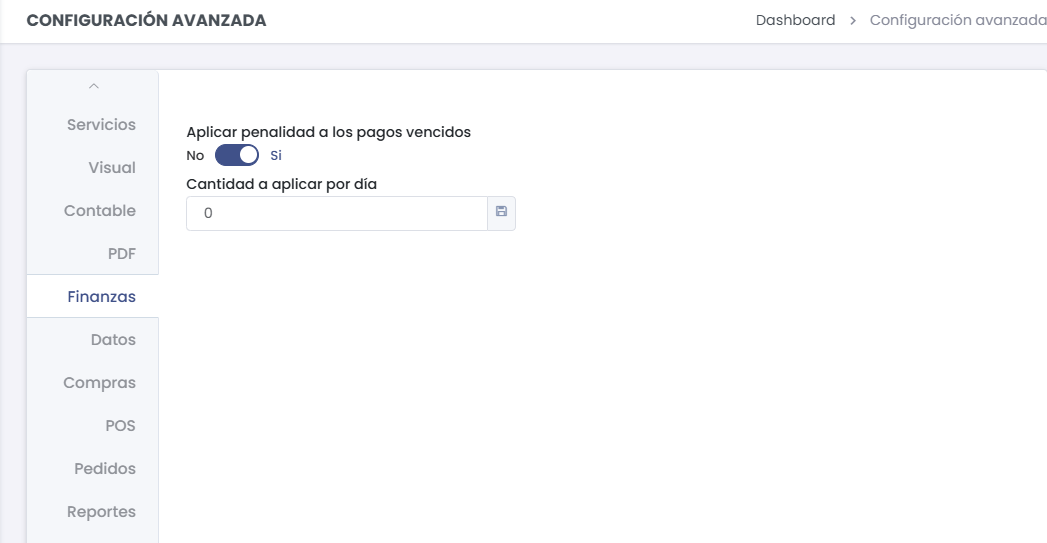 CONFIGURACIÓN AVANZADA
Dashboard > Configuración avanzada
Servicios
Visual
Contable
PDF
Finanzas
Datos
Compras
POS
Pedidos
Reportes
Aplicar penalidad a los pagos vencidos
No Si
Cantidad a aplicar por día
0